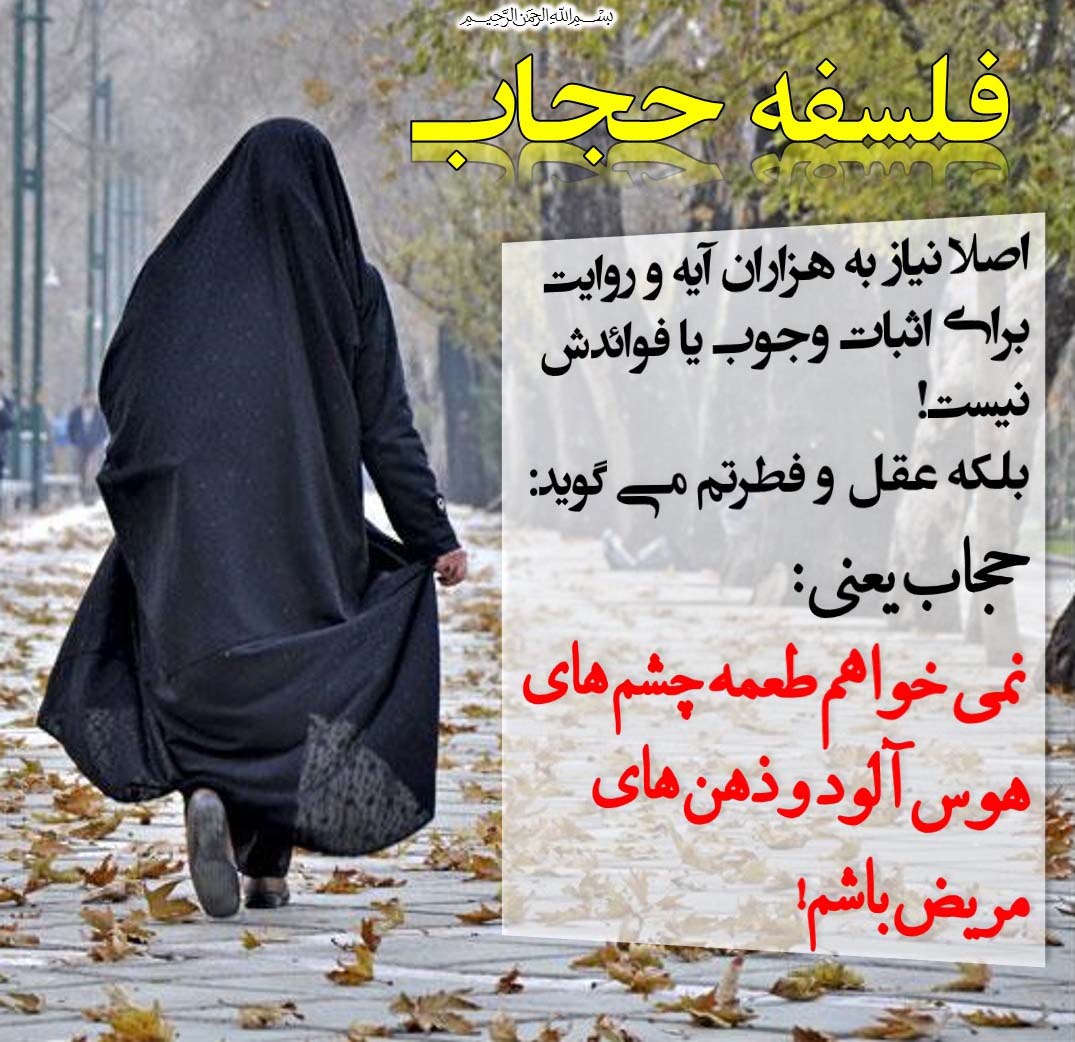 بسم الله الرحمن الرحیم
فلسفه حجاب
اصلا نیاز به هزاران آیه و روایت
برای اثبات وجوب یا فوائدش
نیست!
بلکه عقل و فطرتم می گوید:
حجاب یعنی:
نمی خواهم طعمه چشم های
هوس آلود و ذهن های
مریض باشم!